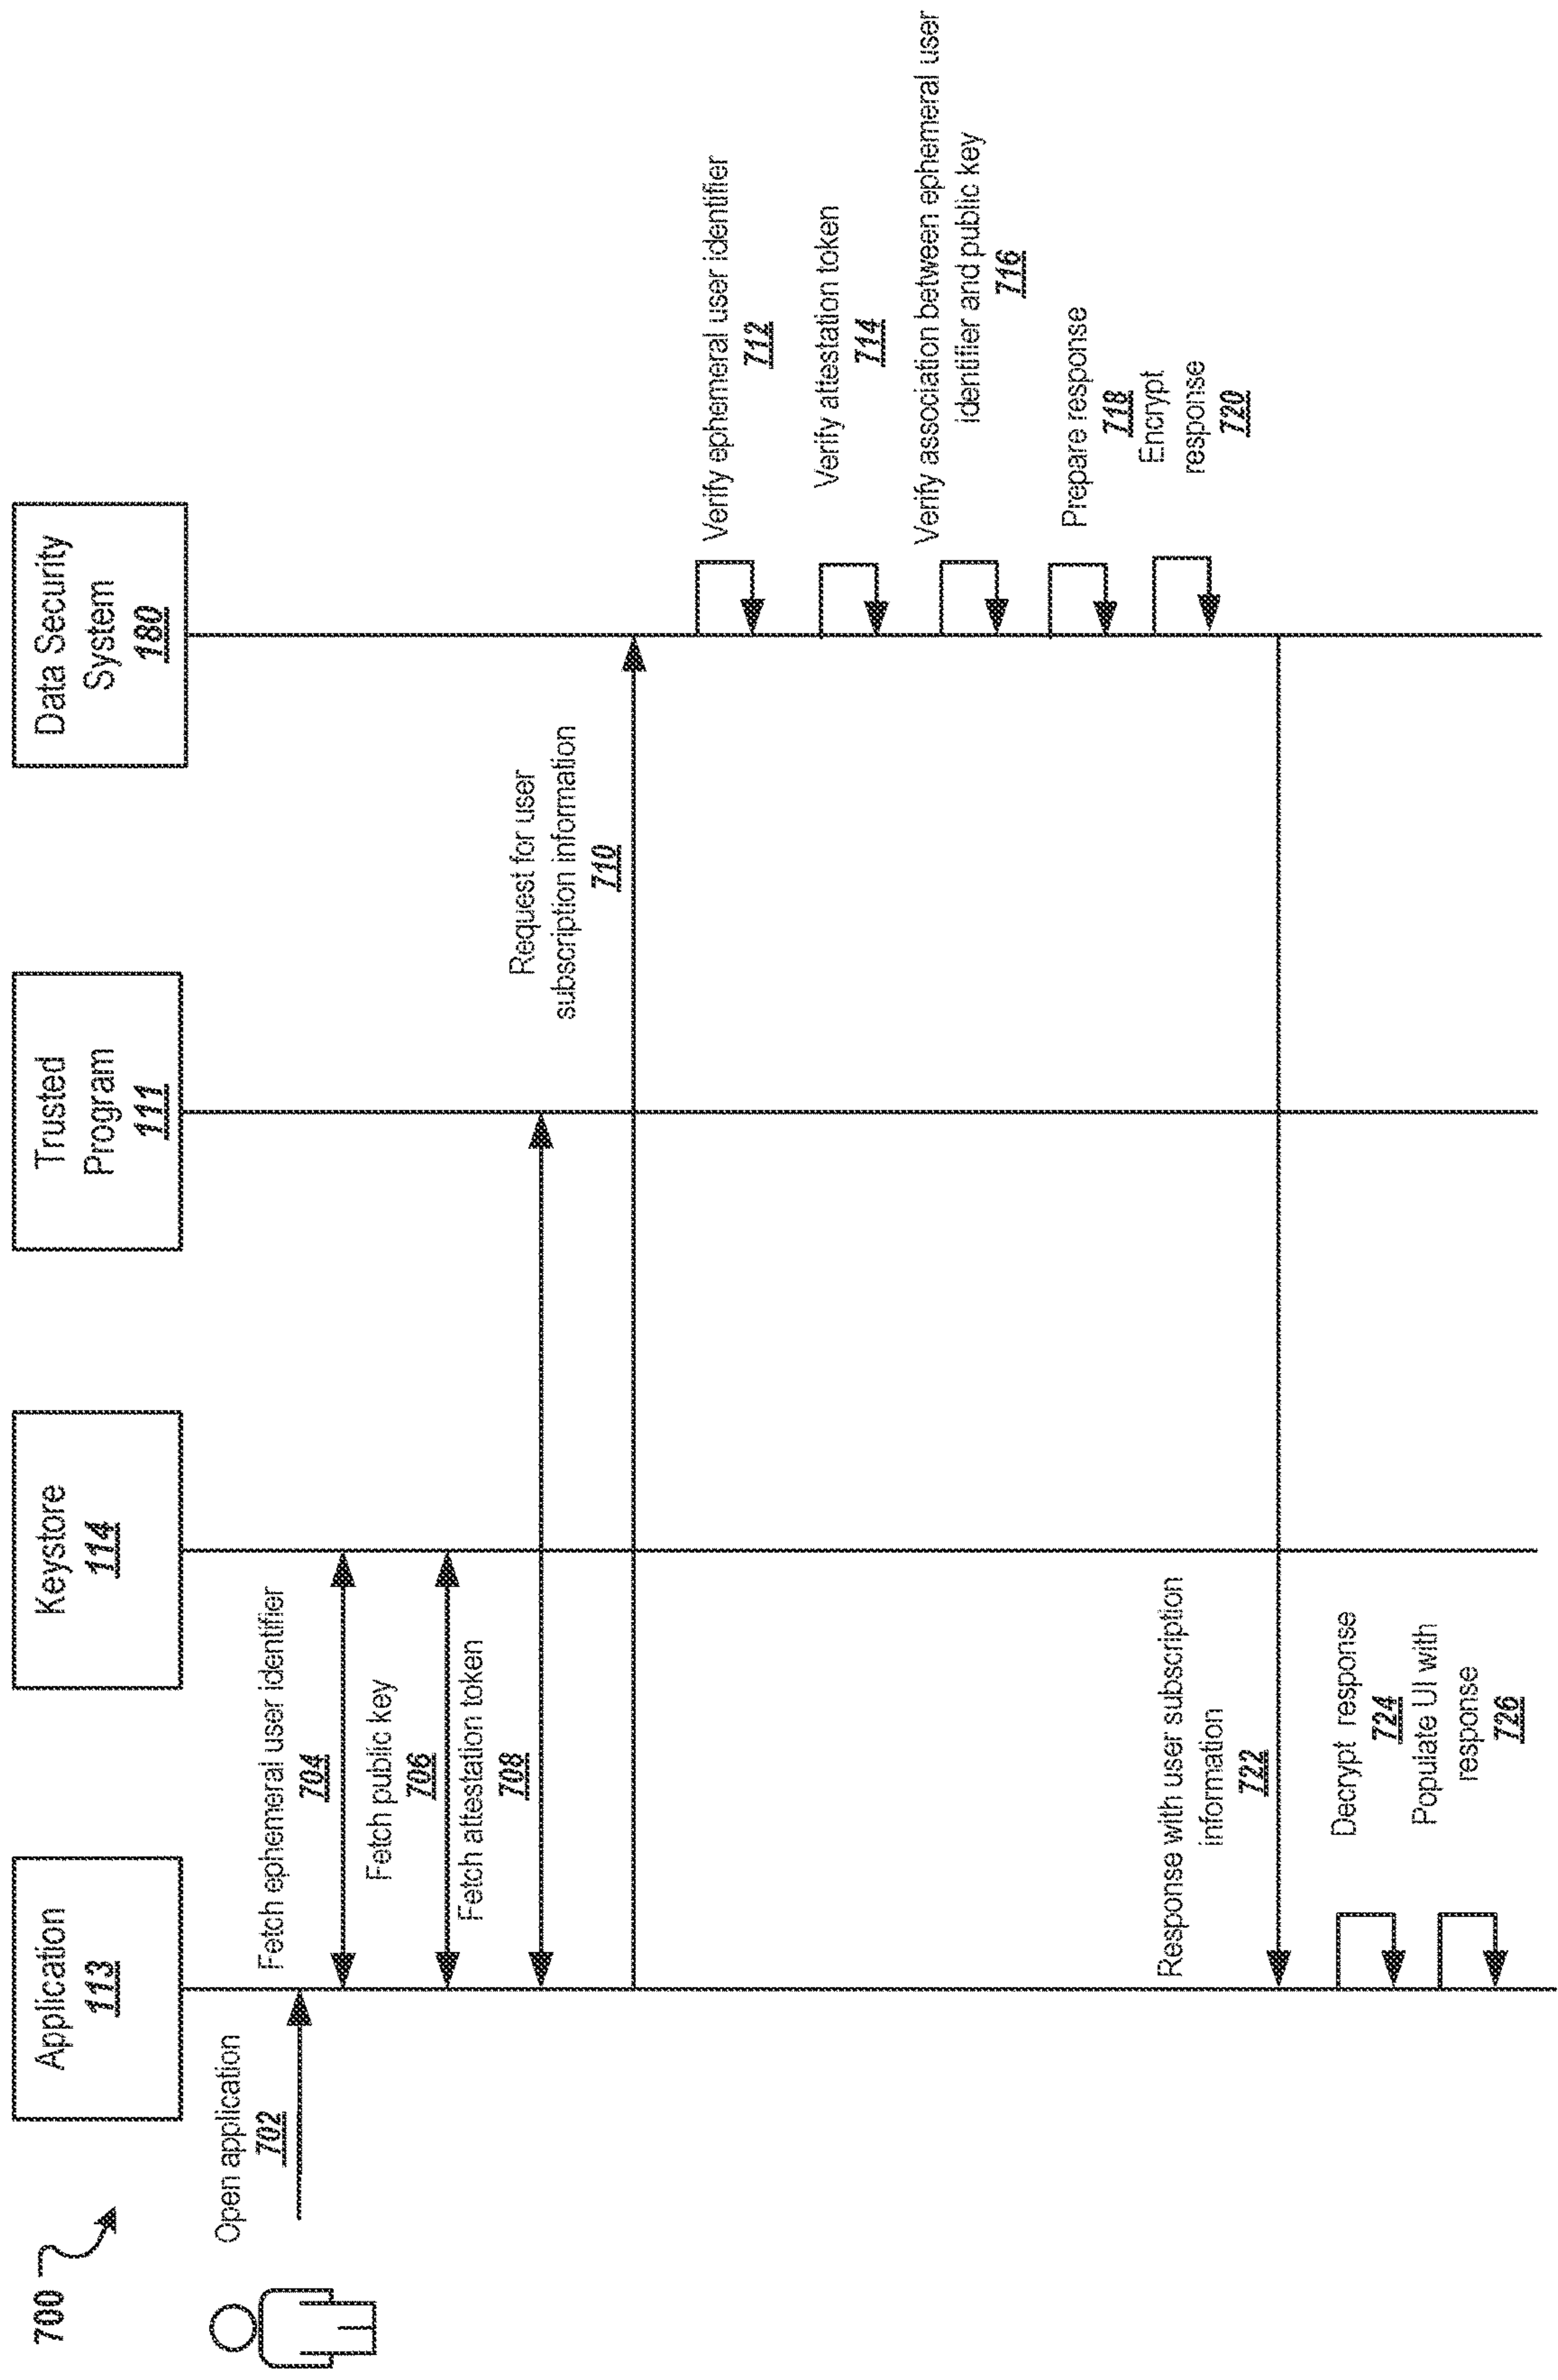 700
Application
113
Keystore
114
Trusted
Program
111
Data Security
System
180
Open application
702
Fetch ephemeral user identifier
704
Fetch public key
706
Fetch attestation token
708
Request for user
subscription information
710
Verify ephemeral user identifier
712
Verify attestation token
714
Verify association between ephemeral user
identifier and public key
716
Prepare response
718
Encrypt
response
720
Response with user subscription
information
722
Decrypt response
724
Populate UI with
response
726